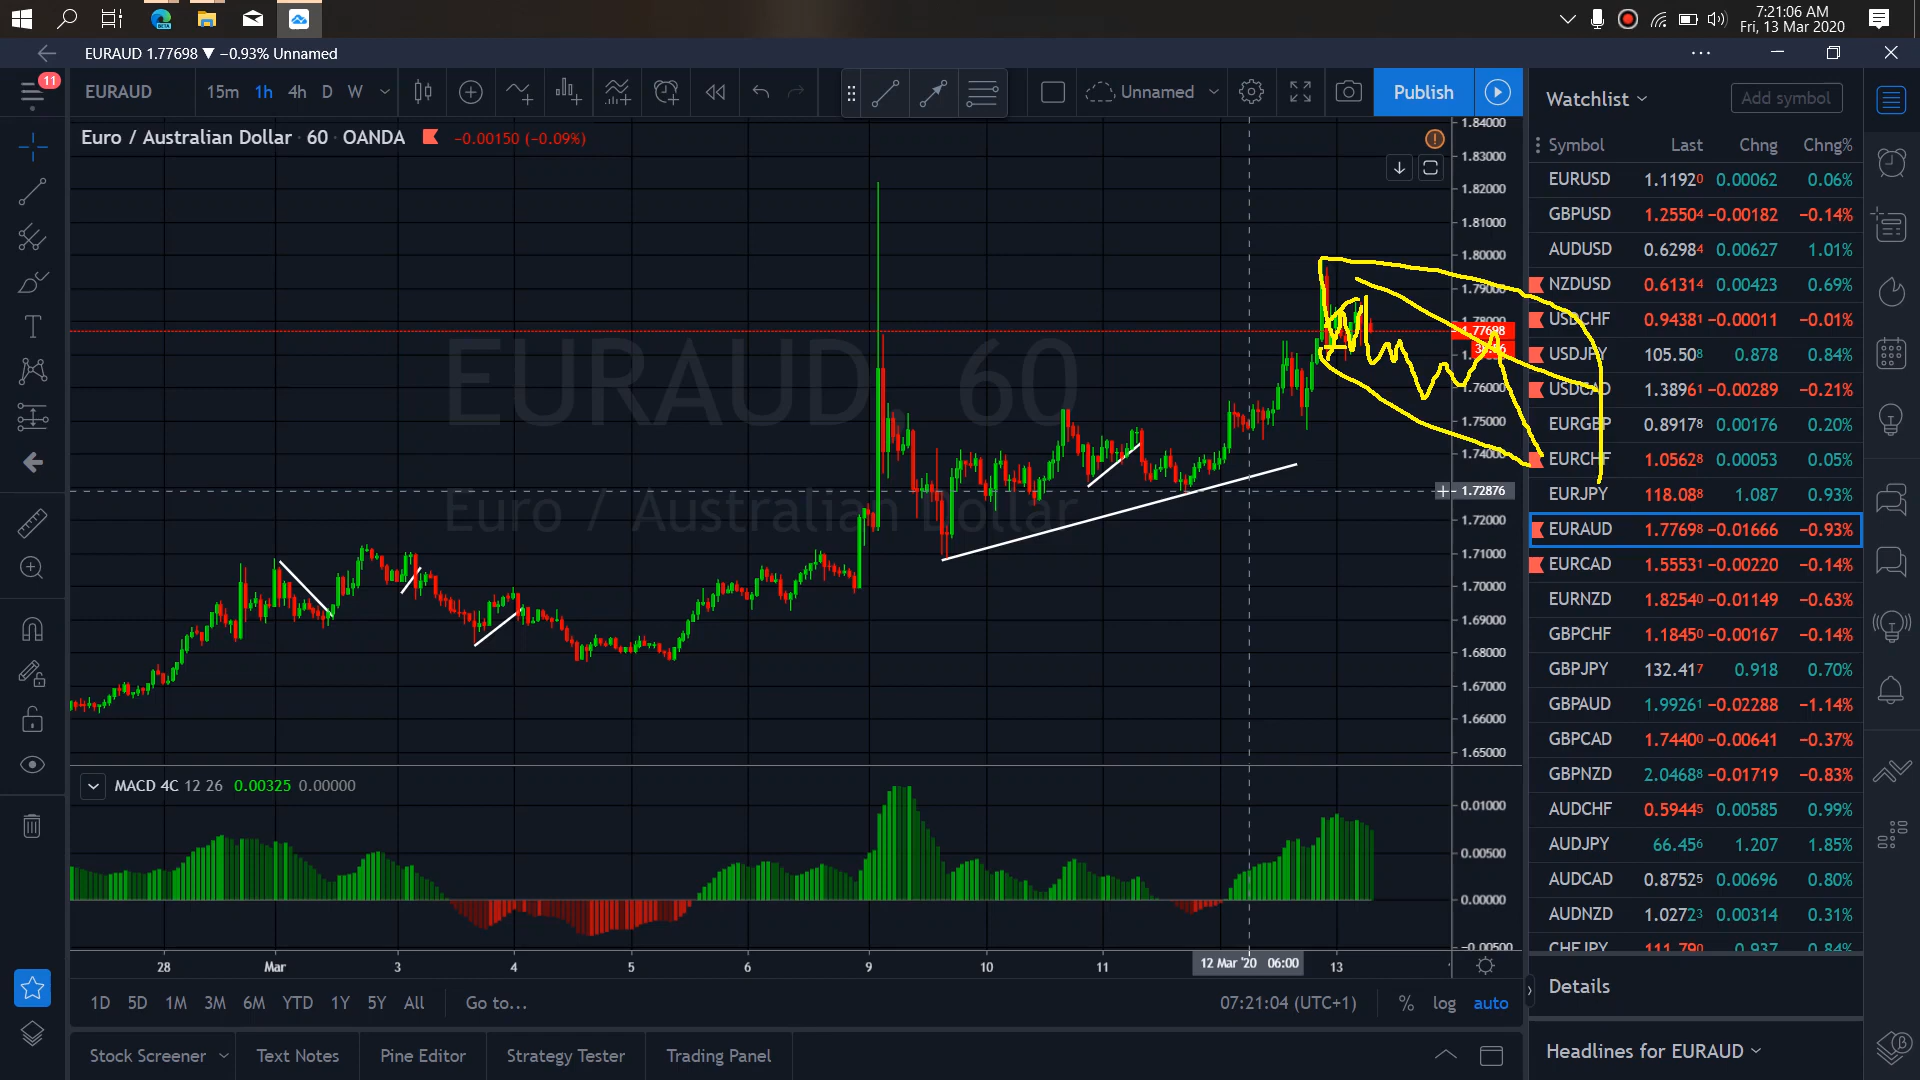 7:21:06 AM
Fri, 13 Mar 2020
EURAUD 1.77698 ▼ −0.93% Unnamed
11
EURAUD 15m 1h 4h D W Unnamed Publish
Euro / Australian Dollar · 60 · OANDA −0.00150 (−0.09%)
EURAUD, 60
Euro / Australian Dollar
1.84000
1.83000
1.82000
1.81000
1.80000
1.79000
1.77698
1.76000
1.75000
1.74000
1.72876
1.72000
1.71000
1.70000
1.69000
1.68000
1.67000
1.66000
1.65000
MACD 4C 12 26 0.00325 0.00000
0.01000
0.00500
0.00000
−0.00500
28 Mar 3 4 5 6 9 10 11 12 Mar '20 06:00 13
1D 5D 1M 3M 6M YTD 1Y 5Y All Go to... 07:21:04 (UTC+1) % log auto
Stock Screener Text Notes Pine Editor Strategy Tester Trading Panel
Watchlist Add symbol
Symbol Last Chng Chng%
EURUSD 1.11920 0.00062 0.06%
GBPUSD 1.25504 −0.00182 −0.14%
AUDUSD 0.62984 0.00627 1.01%
NZDUSD 0.61314 0.00423 0.69%
USDCHF 0.94381 −0.00011 −0.01%
USDJPY 105.508 0.878 0.84%
USDCAD 1.38961 −0.00289 −0.21%
EURGBP 0.89178 0.00176 0.20%
EURCHF 1.05628 0.00053 0.05%
EURJPY 118.088 1.087 0.93%
EURAUD 1.77698 −0.01666 −0.93%
EURCAD 1.55531 −0.00220 −0.14%
EURNZD 1.82540 −0.01149 −0.63%
GBPCHF 1.18450 −0.00167 −0.14%
GBPJPY 132.417 0.918 0.70%
GBPAUD 1.99261 −0.02288 −1.14%
GBPCAD 1.74400 −0.00641 −0.37%
GBPNZD 2.04688 −0.01719 −0.83%
AUDCHF 0.59445 0.00585 0.99%
AUDJPY 66.456 1.207 1.85%
AUDCAD 0.87525 0.00696 0.80%
AUDNZD 1.02723 0.00314 0.31%
CHFJPY 111.790 0.937 0.84%
Details
Headlines for EURAUD